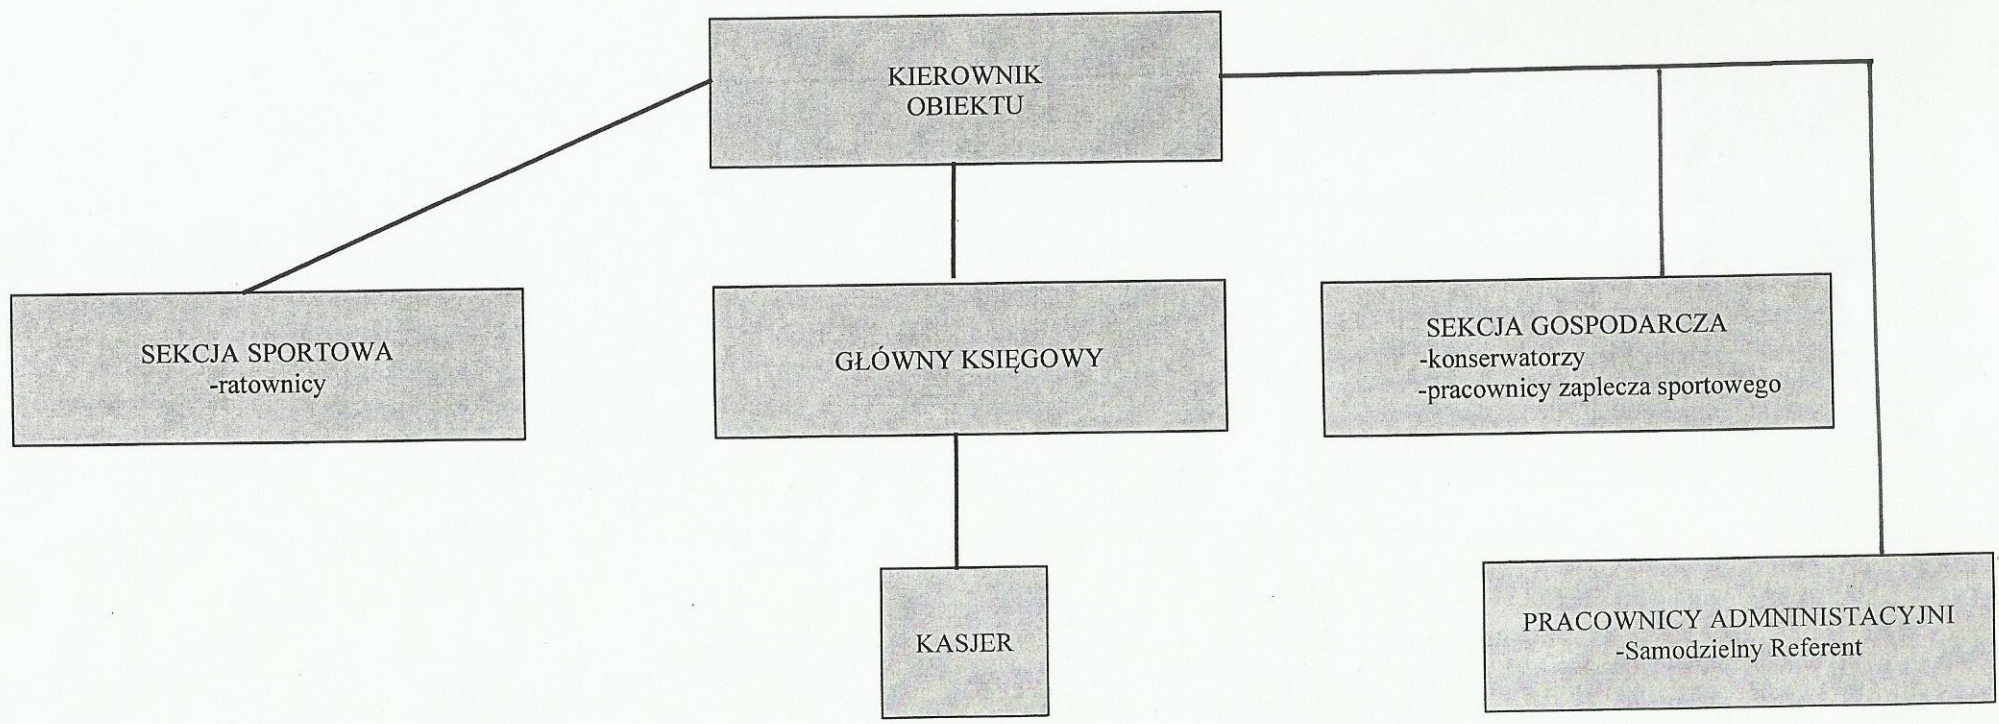 KIEROWNIK
OBIEKTU
SEKCJA SPORTOWA
-ratownicy
GŁÓWNY KSIĘGOWY
SEKCJA GOSPODARCZA
-konserwatorzy
-pracownicy zaplecza sportowego
KASJER
PRACOWNICY ADMNINISTACYJNI
-Samodzielny Referent